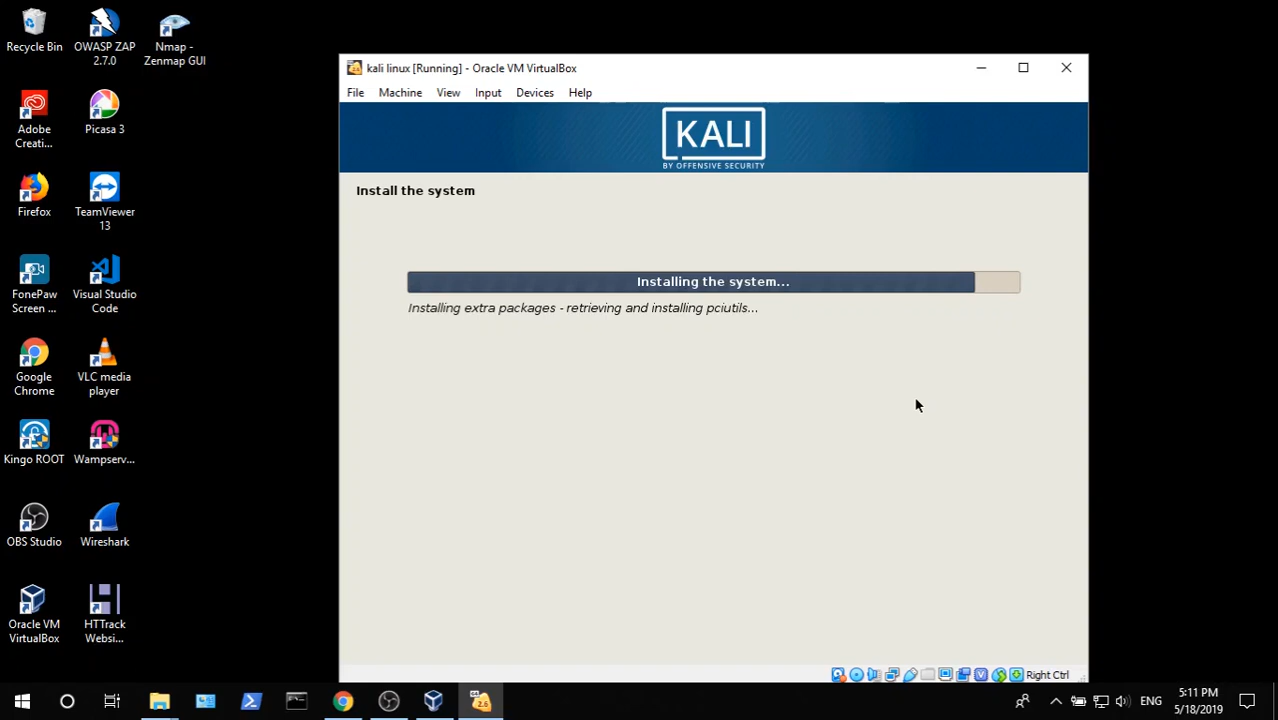 Recycle Bin
OWASP ZAP
2.7.0
Nmap -
Zenmap GUI
Adobe
Creati...
Picasa 3
Firefox
TeamViewer
13
FonePaw
Screen ...
Visual Studio
Code
Google
Chrome
VLC media
player
Kingo ROOT
Wampserv...
OBS Studio
Wireshark
Oracle VM
VirtualBox
HTTrack
Websi...
kali linux [Running] - Oracle VM VirtualBox
File Machine View Input Devices Help
KALI
BY OFFENSIVE SECURITY
Install the system
Installing the system...
Installing extra packages - retrieving and installing pciutils...
Right Ctrl
2.6
ENG
5:11 PM
5/18/2019